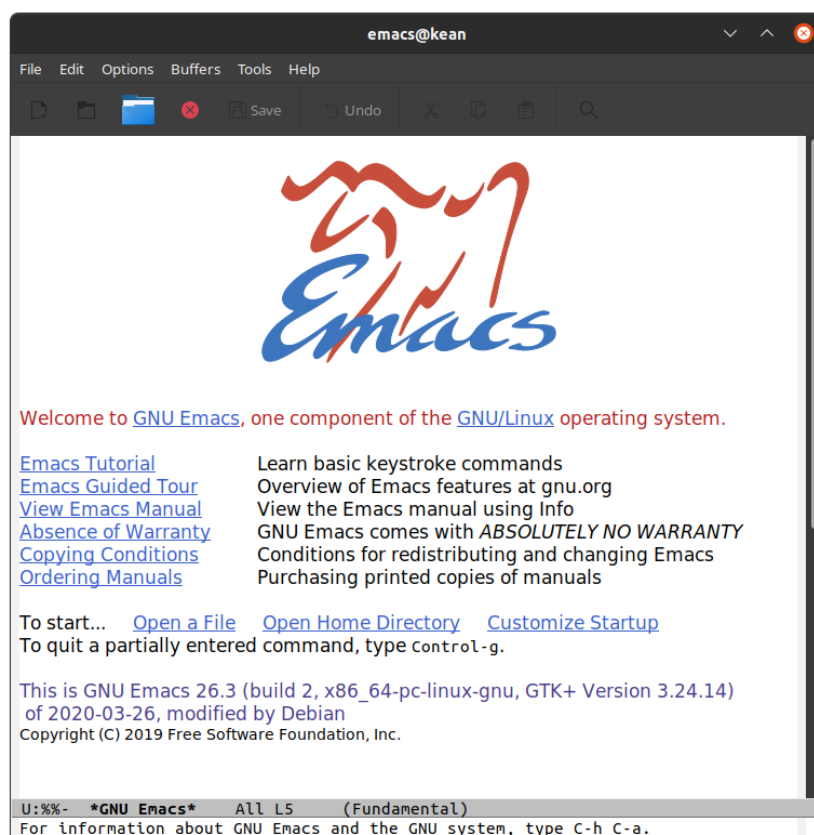 emacs@kean
File Edit Options Buffers Tools Help
Save Undo
Emacs
Welcome to GNU Emacs, one component of the GNU/Linux operating system.
Emacs Tutorial Learn basic keystroke commands
Emacs Guided Tour Overview of Emacs features at gnu.org
View Emacs Manual View the Emacs manual using Info
Absence of Warranty GNU Emacs comes with ABSOLUTELY NO WARRANTY
Copying Conditions Conditions for redistributing and changing Emacs
Ordering Manuals Purchasing printed copies of manuals
To start... Open a File Open Home Directory Customize Startup
To quit a partially entered command, type Control-g.
This is GNU Emacs 26.3 (build 2, x86_64-pc-linux-gnu, GTK+ Version 3.24.14)
of 2020-03-26, modified by Debian
Copyright (C) 2019 Free Software Foundation, Inc.
U:%%- *GNU Emacs* All L5 (Fundamental)
For information about GNU Emacs and the GNU system, type C-h C-a.